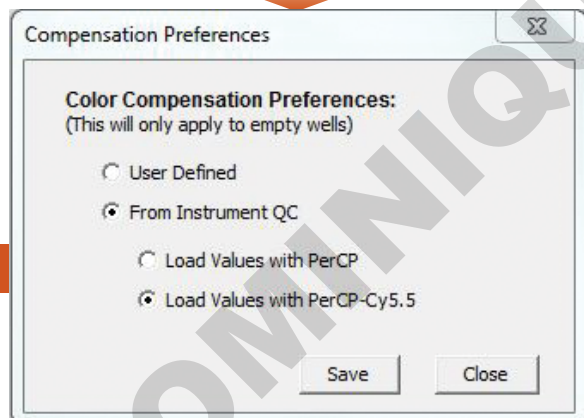 Compensation Preferences
Color Compensation Preferences:
(This will only apply to empty wells)
User Defined
From Instrument QC
Load Values with PerCP
Load Values with PerCP-Cy5.5
Save
Close
OMINIQU